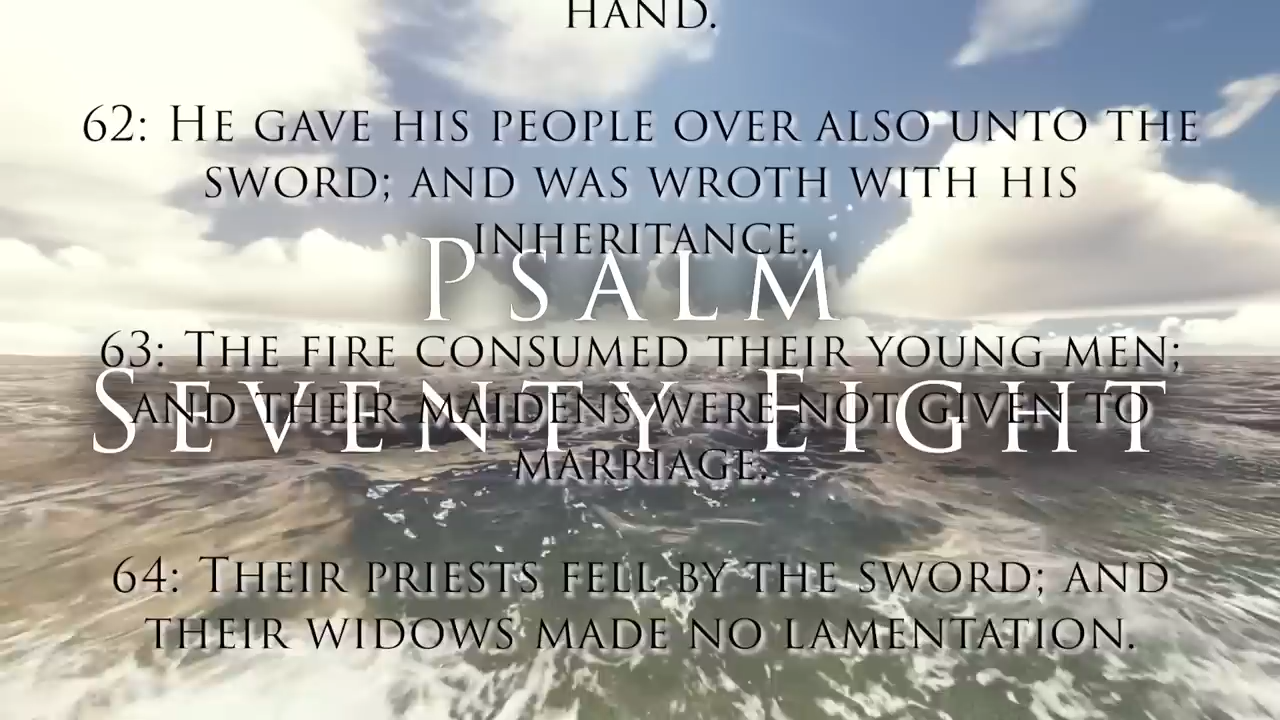 HAND.
62: HE GAVE HIS PEOPLE OVER ALSO UNTO THE
SWORD; AND WAS WROTH WITH HIS
INHERITANCE.
PSALM
63: THE FIRE CONSUMED THEIR YOUNG MEN;
SEVENTY EIGHT
AND THEIR MAIDENS WERE NOT GIVEN TO
MARRIAGE.
64: THEIR PRIESTS FELL BY THE SWORD; AND
THEIR WIDOWS MADE NO LAMENTATION.